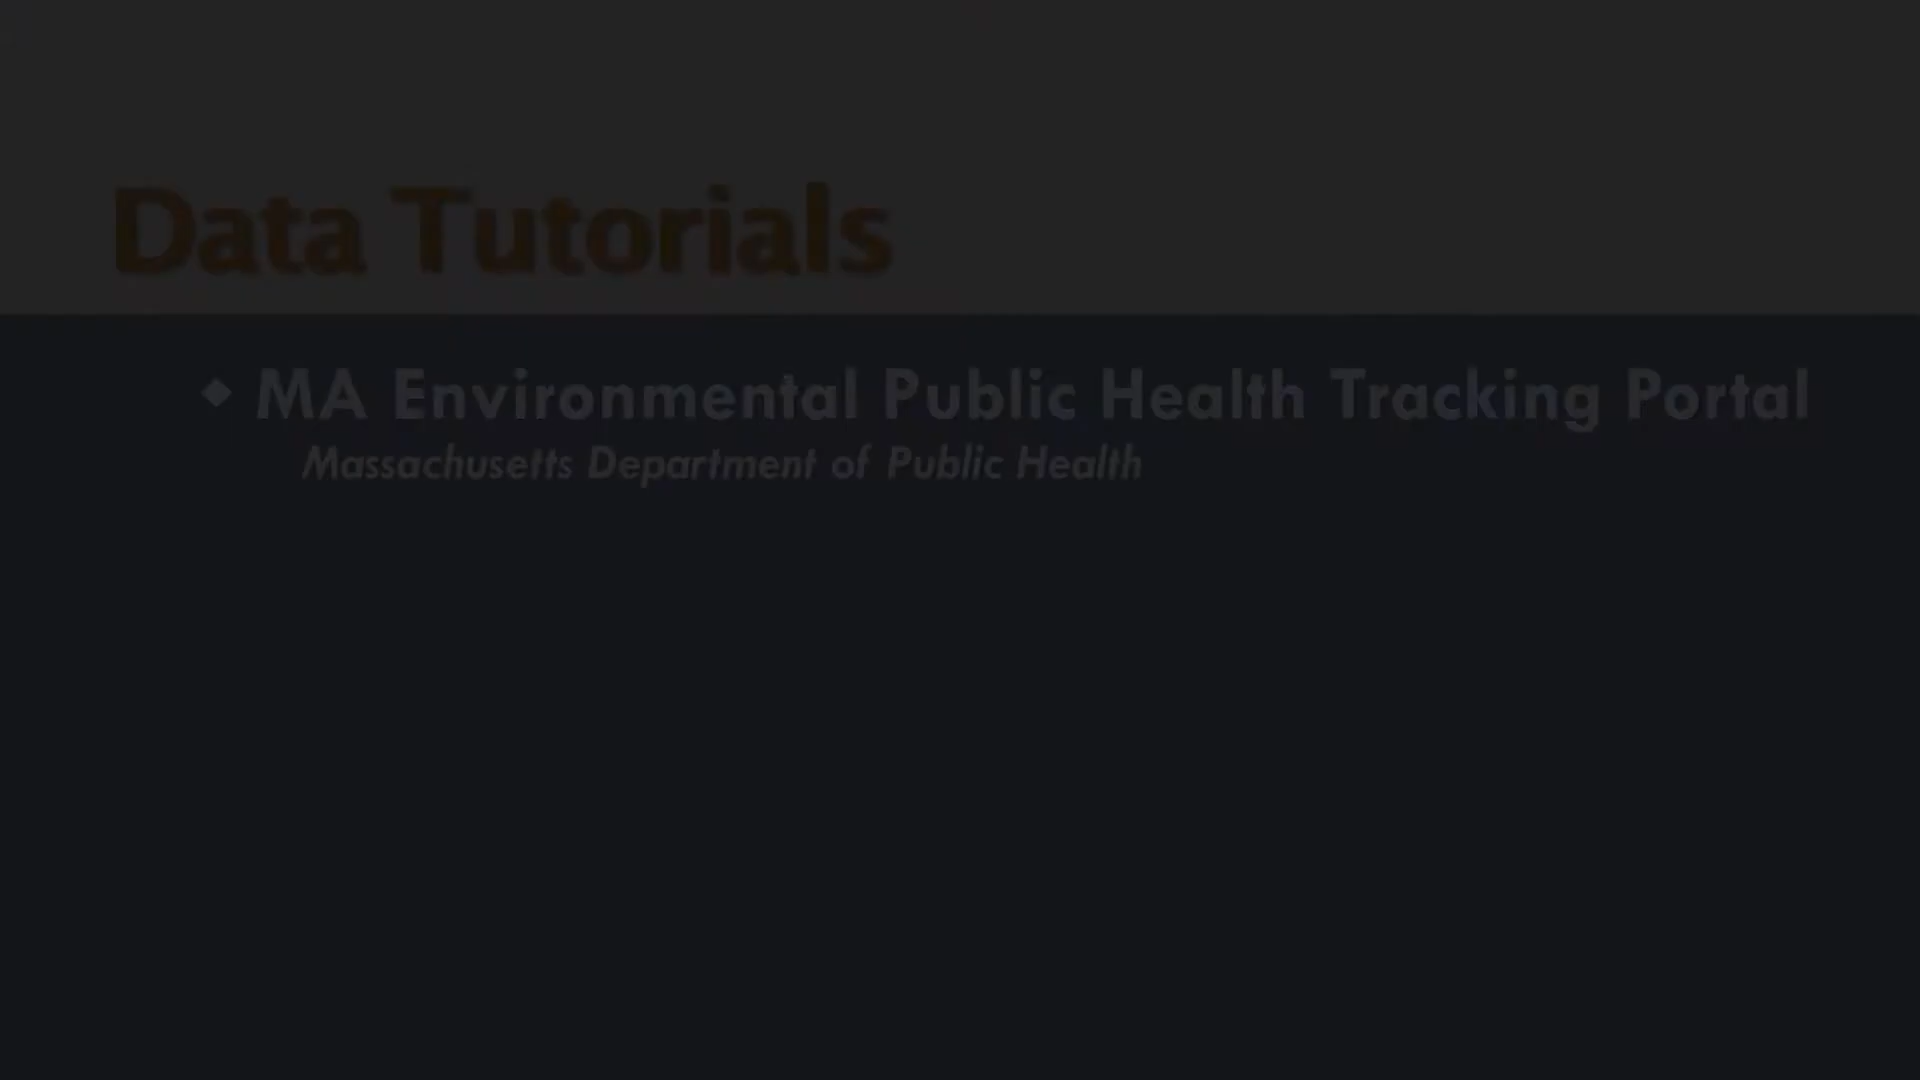 Data Tutorials
◆ MA Environmental Public Health Tracking Portal
Massachusetts Department of Public Health